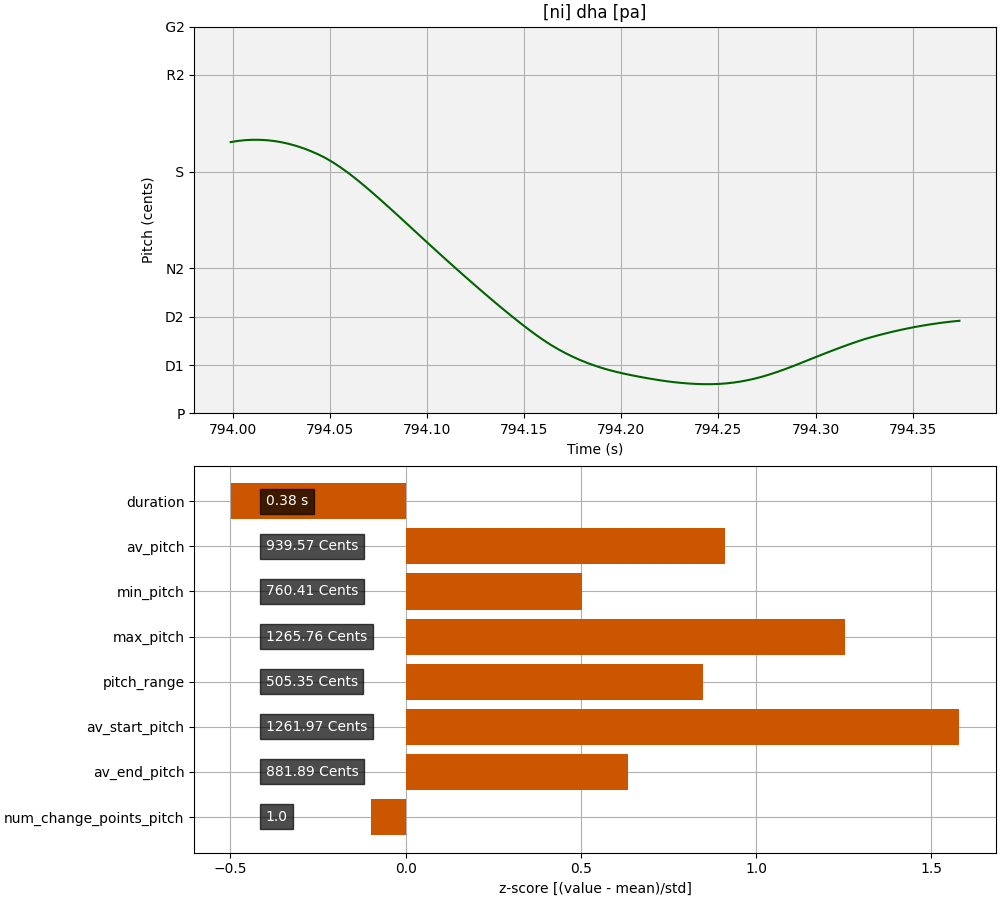 [ni] dha [pa]
G2
R2
S
N2
D2
D1
P
Pitch (cents)
794.00 794.05 794.10 794.15 794.20 794.25 794.30 794.35
Time (s)
duration 0.38 s
av_pitch 939.57 Cents
min_pitch 760.41 Cents
max_pitch 1265.76 Cents
pitch_range 505.35 Cents
av_start_pitch 1261.97 Cents
av_end_pitch 881.89 Cents
num_change_points_pitch 1.0
−0.5 0.0 0.5 1.0 1.5
z-score [(value - mean)/std]